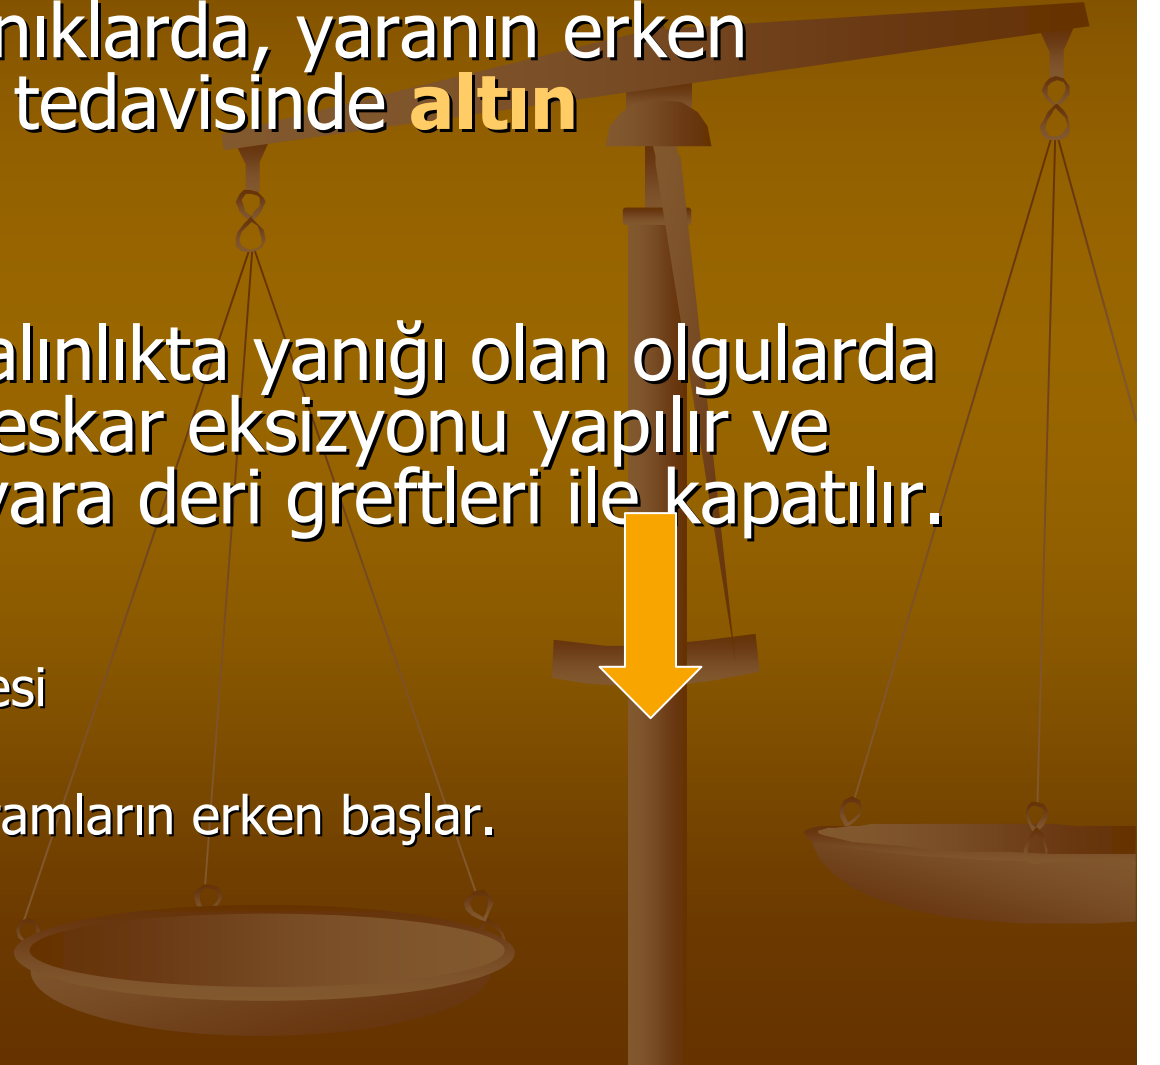 nıklarda, yaranın erken
tedavisinde altın
alınlıkta yanığı olan olgularda
eskar eksizyonu yapılır ve
yara deri greftleri ile kapatılır.
esi
ramların erken başlar.